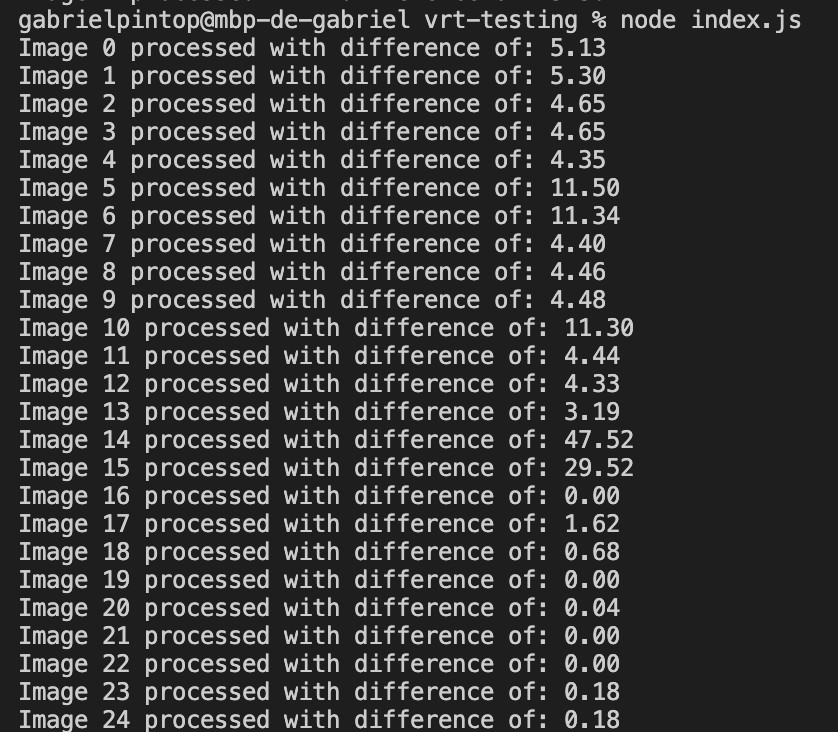 gabrielpintop@mbp-de-gabriel vrt-testing % node index.js
Image 0 processed with difference of: 5.13
Image 1 processed with difference of: 5.30
Image 2 processed with difference of: 4.65
Image 3 processed with difference of: 4.65
Image 4 processed with difference of: 4.35
Image 5 processed with difference of: 11.50
Image 6 processed with difference of: 11.34
Image 7 processed with difference of: 4.40
Image 8 processed with difference of: 4.46
Image 9 processed with difference of: 4.48
Image 10 processed with difference of: 11.30
Image 11 processed with difference of: 4.44
Image 12 processed with difference of: 4.33
Image 13 processed with difference of: 3.19
Image 14 processed with difference of: 47.52
Image 15 processed with difference of: 29.52
Image 16 processed with difference of: 0.00
Image 17 processed with difference of: 1.62
Image 18 processed with difference of: 0.68
Image 19 processed with difference of: 0.00
Image 20 processed with difference of: 0.04
Image 21 processed with difference of: 0.00
Image 22 processed with difference of: 0.00
Image 23 processed with difference of: 0.18
Image 24 processed with difference of: 0.18